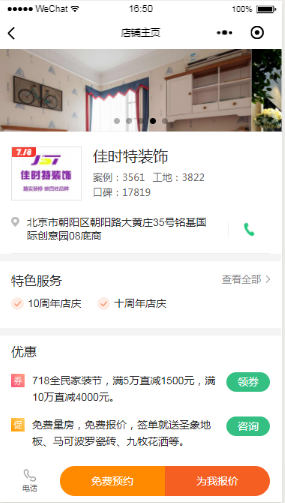 WeChat 16:50 100%
店铺主页
7.18
JST
佳时特装饰
佳时特装饰
案例：3561 工地：3822
口碑：17819
北京市朝阳区朝阳路大黄庄35号铭基国
际创意园08底商
特色服务 查看全部
10周年店庆 十周年店庆
优惠
券 718全民家装节，满5万直减1500元，满 领券
10万直减4000元。
促 免费量房，免费报价，签单就送圣象地 咨询
板、马可波罗瓷砖、九牧花洒等。
电话 免费预约 为我报价